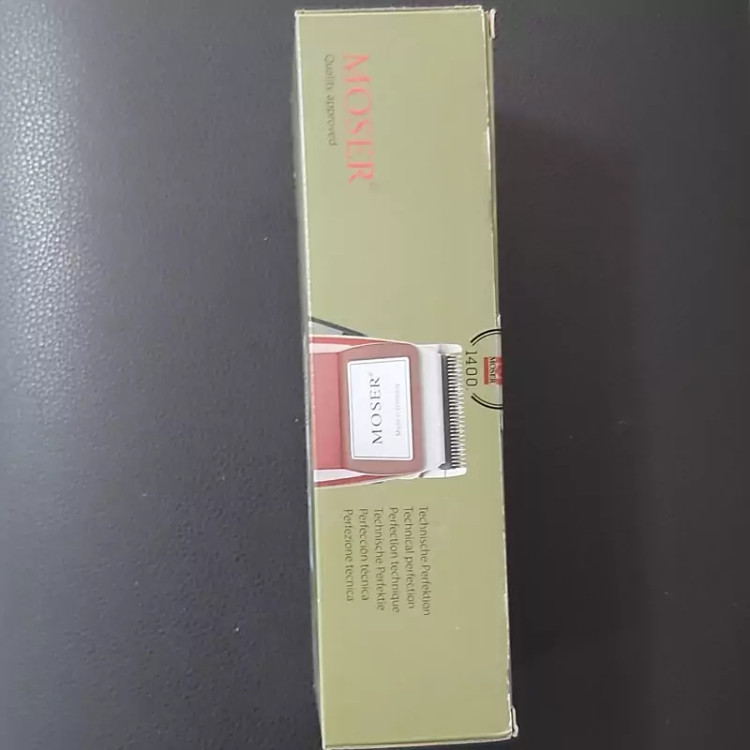 MOSER®
Quality approved
MOSER
1400
MOSER®
Technische Perfektion
Technical perfection
Perfection technique
Technische Perfektie
Perfección técnica
Perfezione tecnica